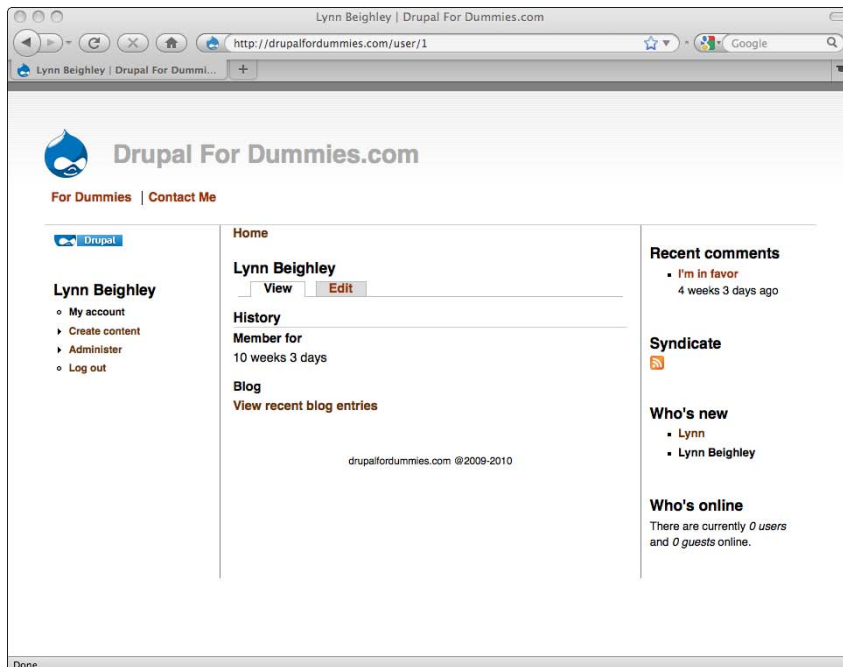 Lynn Beighley | Drupal For Dummies.com
http://drupalfordummies.com/user/1
Google
Lynn Beighley | Drupal For Dummi...
+
Drupal For Dummies.com
For Dummies | Contact Me
Drupal
Lynn Beighley
My account
Create content
Administer
Log out
Home
Lynn Beighley
View Edit
History
Member for
10 weeks 3 days
Blog
View recent blog entries
drupalfordummies.com @2009-2010
Recent comments
I'm in favor
4 weeks 3 days ago
Syndicate
Who's new
Lynn
Lynn Beighley
Who's online
There are currently 0 users
and 0 guests online.
Done